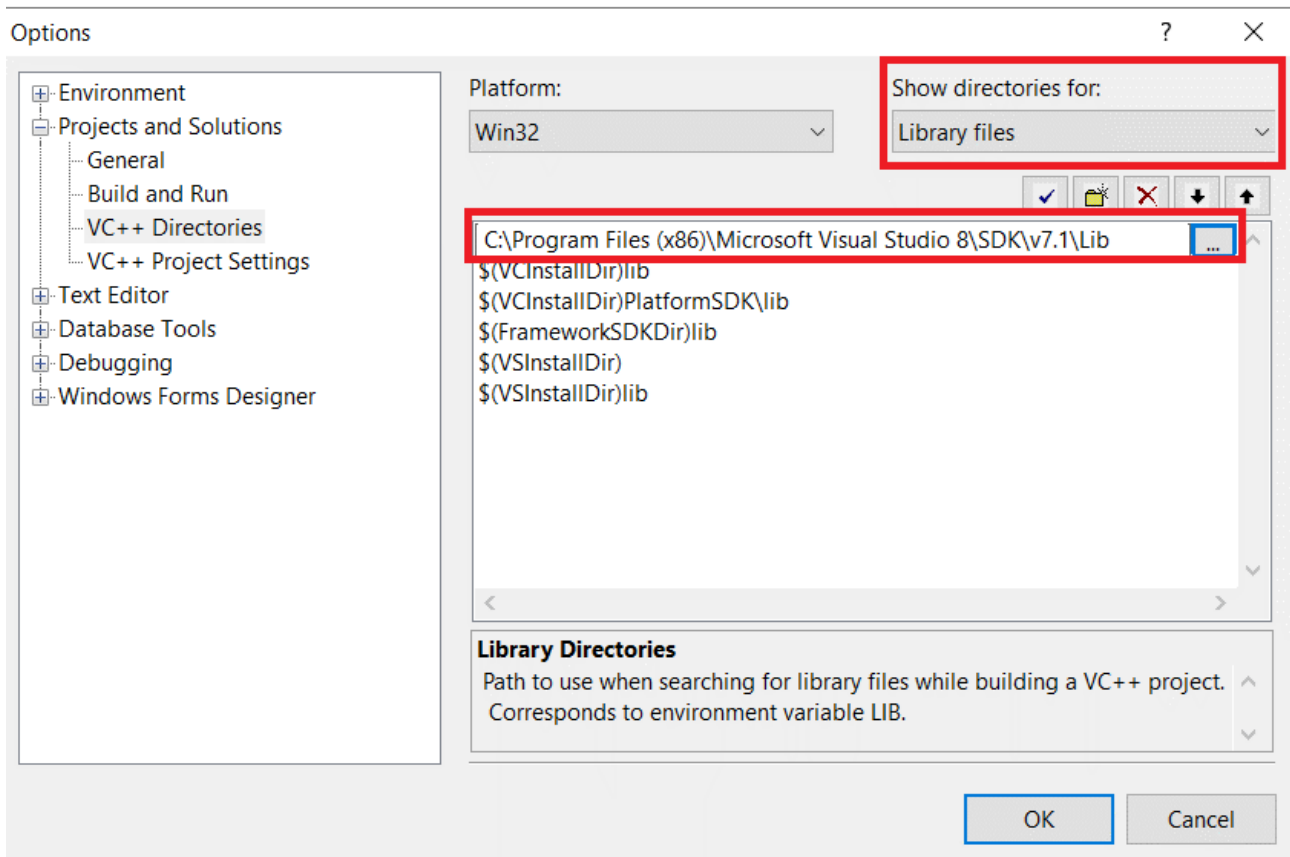 Options
?
Environment
Projects and Solutions
General
Build and Run
VC++ Directories
VC++ Project Settings
Text Editor
Database Tools
Debugging
Windows Forms Designer
Platform:
Win32
Show directories for:
Library files
C:\Program Files (x86)\Microsoft Visual Studio 8\SDK\v7.1\Lib
...
$(VCInstallDir)lib
$(VCInstallDir)PlatformSDK\lib
$(FrameworkSDKDir)lib
$(VSInstallDir)
$(VSInstallDir)lib
Library Directories
Path to use when searching for library files while building a VC++ project.
Corresponds to environment variable LIB.
OK
Cancel